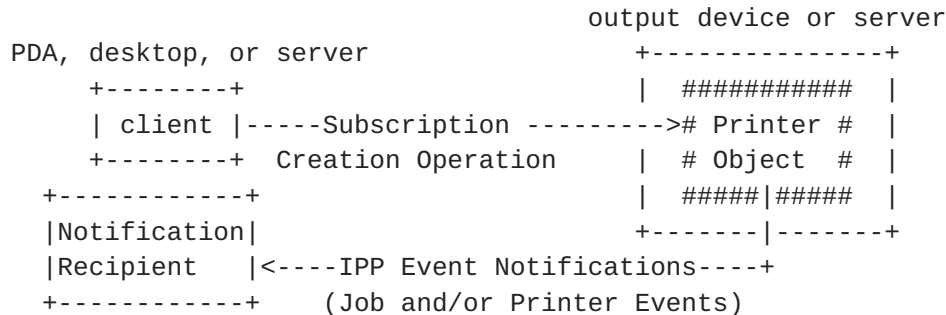 output device or server
PDA, desktop, or server                            +---------------+
     +--------+                                    |  ###########  |
     | client |-----Subscription ---------># Printer #  |
     +--------+  Creation Operation     |  # Object  #  |
  +------------+                        |  #####|#####  |
  |Notification|                        +-------|-------+
  |Recipient   |<----IPP Event Notifications----+
  +------------+    (Job and/or Printer Events)